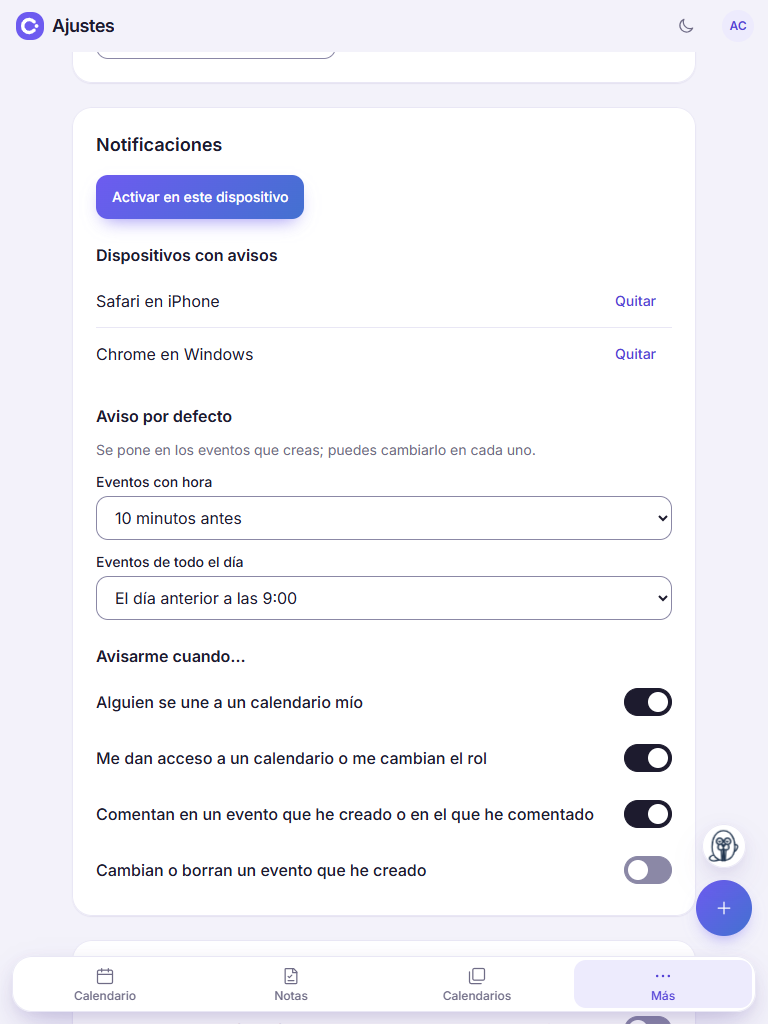 Ajustes
AC
Notificaciones
Activar en este dispositivo
Dispositivos con avisos
Safari en iPhone
Quitar
Chrome en Windows
Quitar
Aviso por defecto
Se pone en los eventos que creas; puedes cambiarlo en cada uno.
Eventos con hora
10 minutos antes
Eventos de todo el día
El día anterior a las 9:00
Avisarme cuando...
Alguien se une a un calendario mío
Me dan acceso a un calendario o me cambian el rol
Comentan en un evento que he creado o en el que he comentado
Cambian o borran un evento que he creado
Calendario
Notas
Calendarios
Más